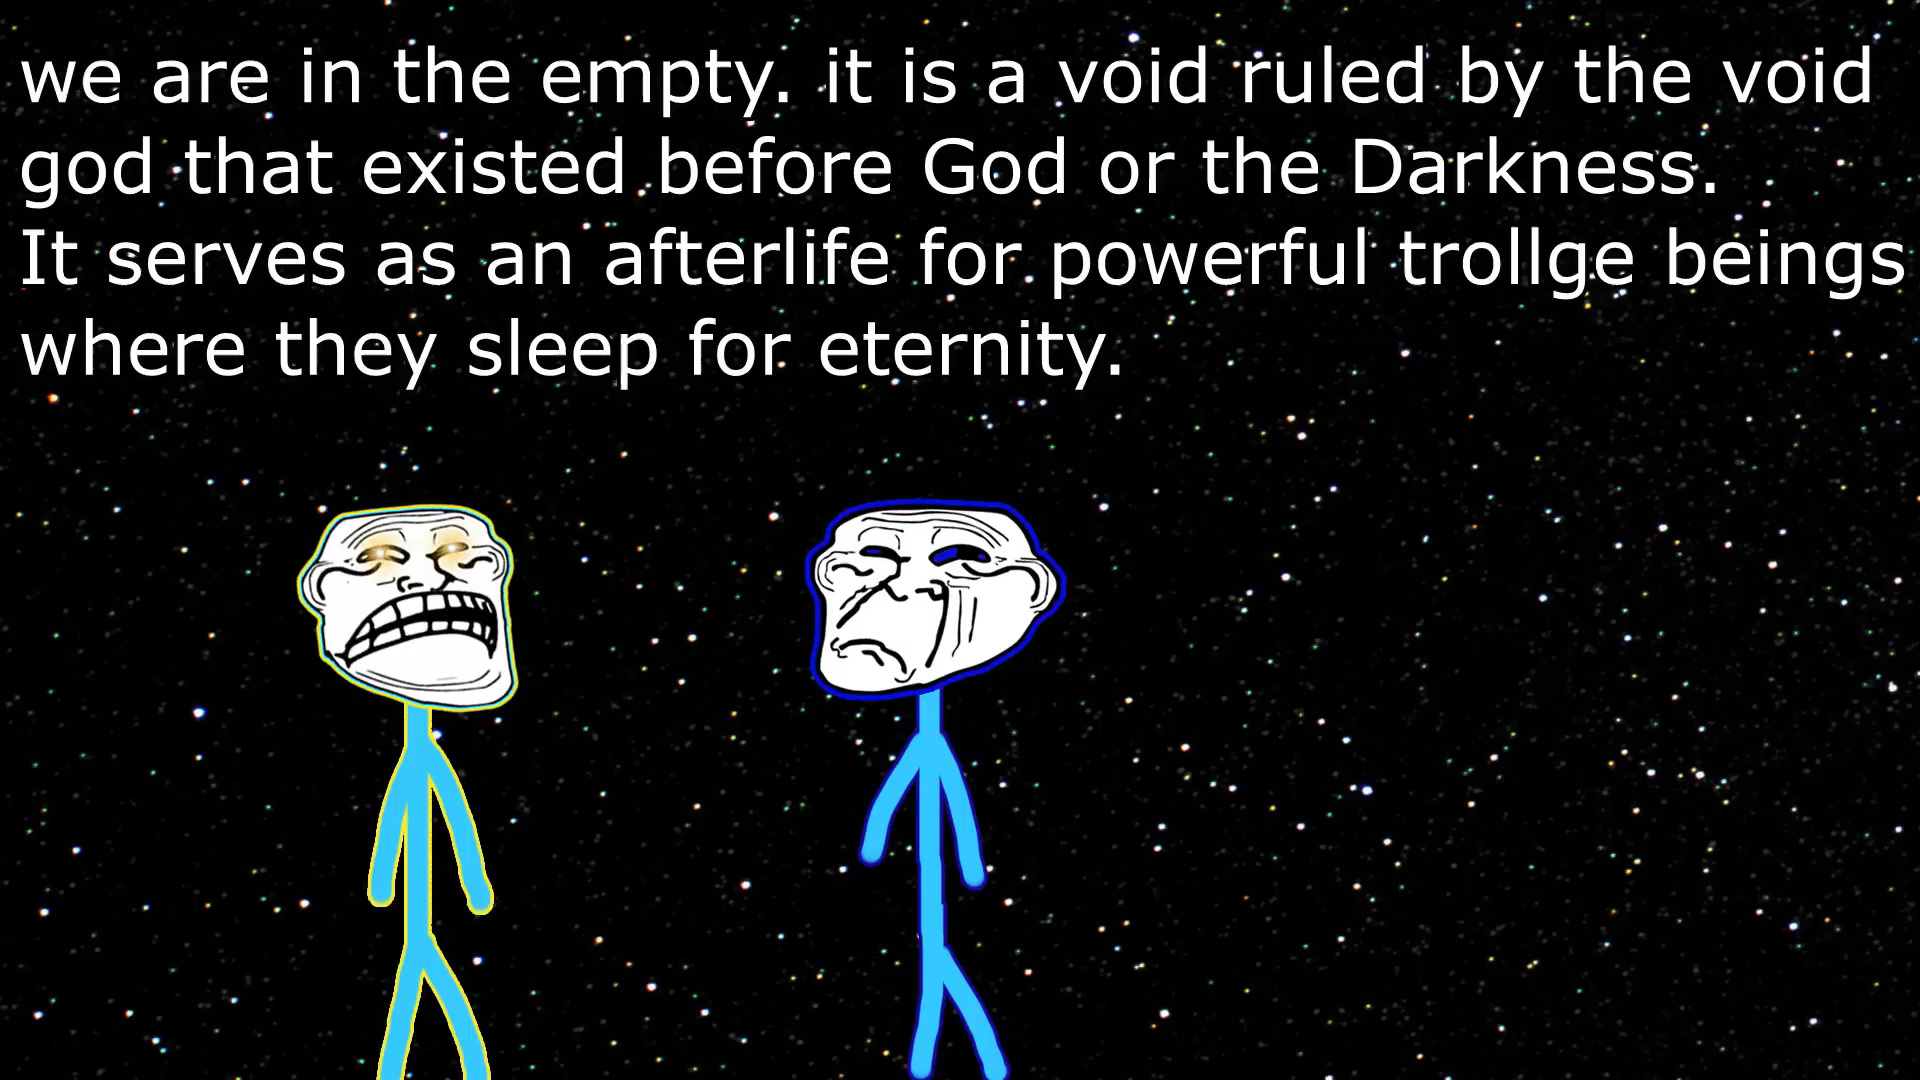 we are in the empty. it is a void ruled by the void
god that existed before God or the Darkness.
It serves as an afterlife for powerful trollge beings
where they sleep for eternity.